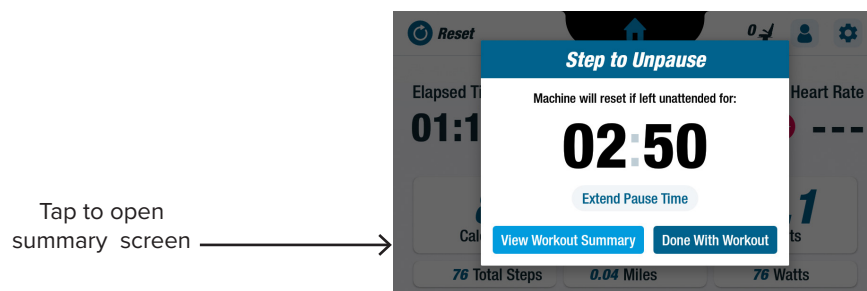 Reset
0
Step to Unpause
Elapsed Ti
Heart Rate
Machine will reset if left unattended for:
01:1
---
02:50
Extend Pause Time
Tap to open
summary screen
.1
Cal
View Workout Summary
Done With Workout
ts
76 Total Steps
0.04 Miles
76 Watts